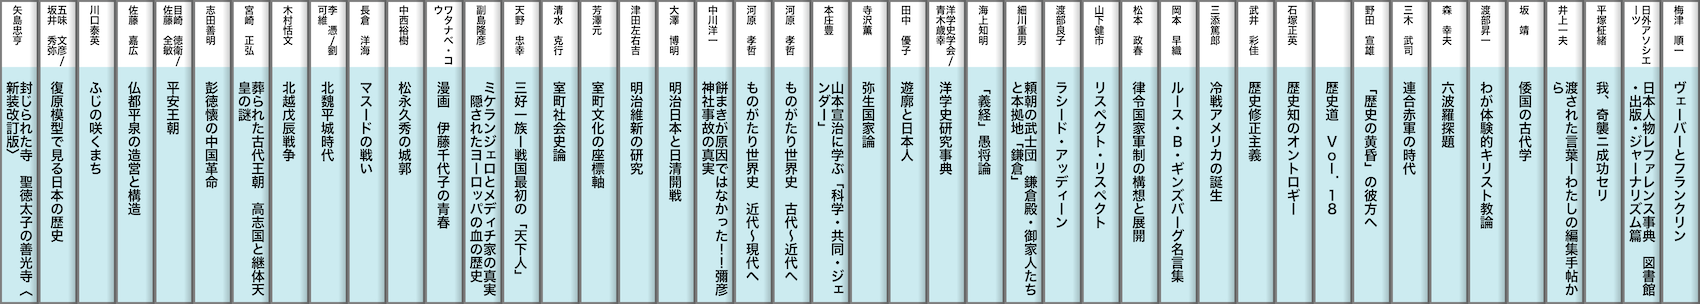 梅津　順一
ヴェーバーとフランクリン
日外アソシエ
ーツ
日本人物レファレンス事典　図書館
・出版・ジャーナリズム篇
平塚柾緒
我、奇襲ニ成功セリ
井上一夫
渡された言葉ーわたしの編集手帖か
ら
坂　靖
倭国の古代学
渡部昇一
わが体験的キリスト教論
森　幸夫
六波羅探題
三木　武司
連合赤軍の時代
野田　宣雄
「歴史の黄昏」の彼方へ
歴史道　Ｖｏｌ．１８
石塚正英
歴史知のオントロギー
武井　彩佳
歴史修正主義
三添篤郎
冷戦アメリカの誕生
岡本　早織
ルース・Ｂ・ギンズバーグ名言集
松本　政春
律令国家軍制の構想と展開
山下健市
リスペクト・リスペクト
渡部良子
ラシード・アッディーン
細川重男
頼朝の武士団　鎌倉殿・御家人たち
と本拠地「鎌倉」
海上知明
「義経」愚将論
洋学史学会/
青木歳幸
洋学史研究事典
田中　優子
遊廓と日本人
寺沢薫
弥生国家論
本庄豊
山本宣治に学ぶ「科学・共同・ジェ
ンダー」
河原　孝哲
ものがたり世界史　古代〜近代へ
河原　孝哲
ものがたり世界史　近代〜現代へ
中川洋一
餅まきが原因ではなかった！！彌彦
神社事故の真実
大澤　博明
明治日本と日清開戦
津田左右吉
明治維新の研究
芳澤元
室町文化の座標軸
清水　克行
室町社会史論
天野　忠幸
三好一族ー戦国最初の「天下人」
副島隆彦
ミケランジェロとメディチ家の真実
隠されたヨーロッパの血の歴史
ワタナベ・コ
ウ
漫画　伊藤千代子の青春
中西裕樹
松永久秀の城郭
長倉　洋海
マスードの戦い
李　憑/劉
可維
北魏平城時代
木村恬文
北越戊辰戦争
宮崎　正弘
葬られた古代王朝　高志国と継体天
皇の謎
志田善明
彭徳懐の中国革命
目崎　徳衛/
佐藤　全敏
平安王朝
佐藤　嘉広
仏都平泉の造営と構造
川口泰英
ふじの咲くまち
五味　文彦/
坂井　秀弥
復原模型で見る日本の歴史
矢島忠亨
封じられた寺　聖徳太子の善光寺〈
新装改訂版〉